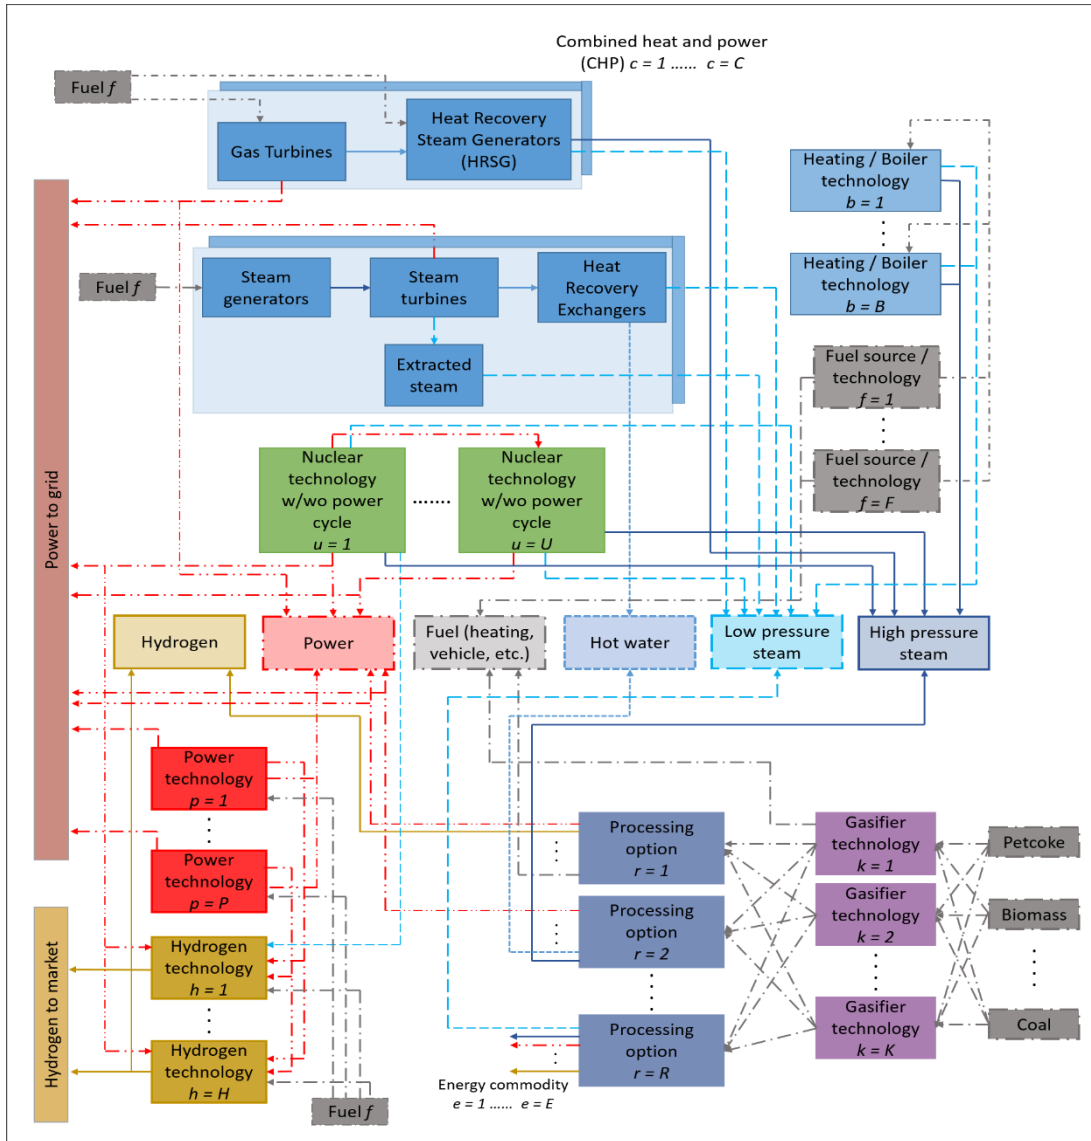 Combined heat and power
(CHP) c = 1 ...... c = C
Fuel f
Gas Turbines
Heat Recovery
Steam Generators
(HRSG)
Heating / Boiler
technology
b = 1
Heating / Boiler
technology
b = B
Fuel f
Steam
generators
Steam
turbines
Heat
Recovery
Exchangers
Extracted
steam
Fuel source /
technology
f = 1
Fuel source /
technology
f = F
Power to grid
Nuclear
technology
w/wo power
cycle
u = 1
.......
Nuclear
technology
w/wo power
cycle
u = U
Hydrogen
Power
Fuel (heating,
vehicle, etc.)
Hot water
Low pressure
steam
High pressure
steam
Power
technology
p = 1
Power
technology
p = P
Hydrogen to market
Hydrogen
technology
h = 1
Hydrogen
technology
h = H
Fuel f
Processing
option
r = 1
Processing
option
r = 2
Processing
option
r = R
Energy commodity
e = 1 ...... e = E
Gasifier
technology
k = 1
Gasifier
technology
k = 2
Gasifier
technology
k = K
Petcoke
Biomass
Coal